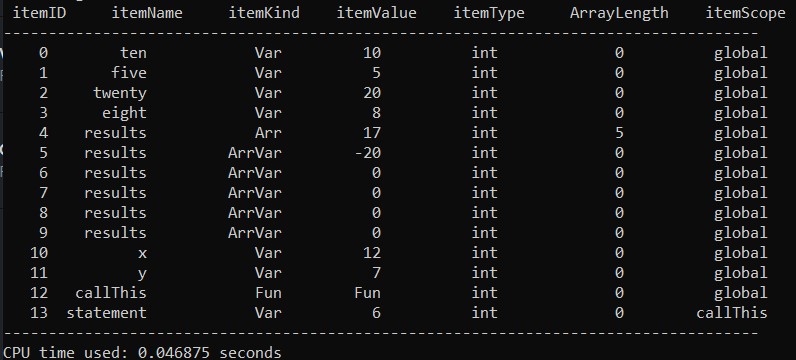 itemID itemName itemKind itemValue itemType ArrayLength itemScope
--------------------------------------------------------------------------------
0 ten Var 10 int 0 global
1 five Var 5 int 0 global
2 twenty Var 20 int 0 global
3 eight Var 8 int 0 global
4 results Arr 17 int 5 global
5 results ArrVar -20 int 0 global
6 results ArrVar 0 int 0 global
7 results ArrVar 0 int 0 global
8 results ArrVar 0 int 0 global
9 results ArrVar 0 int 0 global
10 x Var 12 int 0 global
11 y Var 7 int 0 global
12 callThis Fun Fun int 0 global
13 statement Var 6 int 0 callThis
--------------------------------------------------------------------------------
CPU time used: 0.046875 seconds